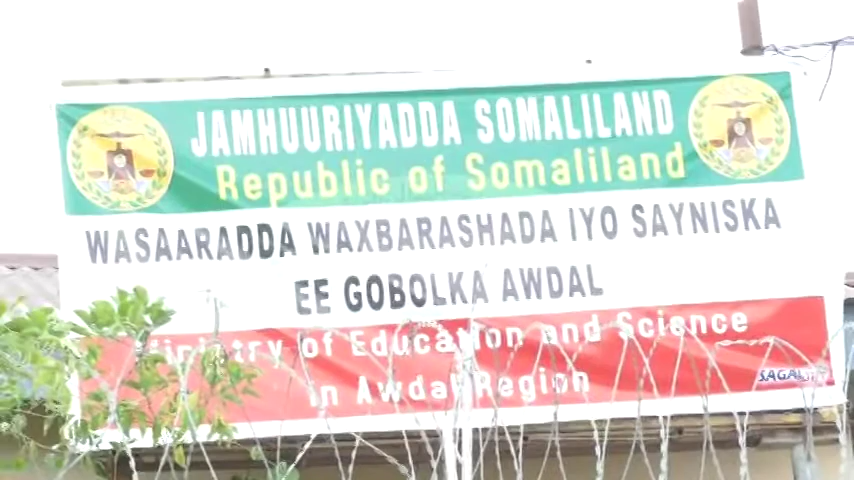 JAMHUURIYADDA SOMALILAND
Republic of Somaliland
WASAARADDA WAXBARASHADA IYO SAYNISKA
EE GOBOLKA AWDAL
Ministry of Education and Science
in Awdal Region